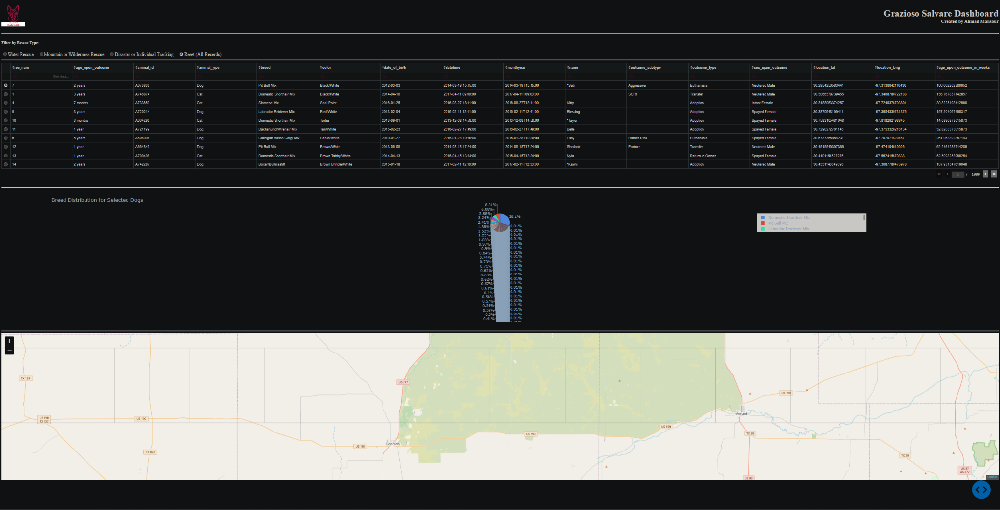 Grazioso Salvare Dashboard
Created by Ahmad Mansour
Filter by Rescue Type:
Water Rescue Mountain or Wilderness Rescue Disaster or Individual Tracking Reset (All Records)
rec_num age_upon_outcome animal_id animal_type breed color date_of_birth datetime monthyear name outcome_subtype outcome_type sex_upon_outcome location_lat location_long age_upon_outcome_in_weeks
filter data...
7 2 years A673830 Dog Pit Bull Mix Black/White 2012-03-03 2014-03-19 15:15:00 2014-03-19T15:15:00 *Seth Aggressive Euthanasia Neutered Male 30.2954256583441 -97.3136642110436 106.662202380952
1 3 years A746874 Cat Domestic Shorthair Mix Black/White 2014-04-10 2017-04-11 09:00:00 2017-04-11T09:00:00 SCRP Transfer Neutered Male 30.5066578739455 -97.3408780722188 156.767857142857
4 7 months A733653 Cat Siamese Mix Seal Point 2016-01-25 2016-08-27 18:11:00 2016-08-27T18:11:00 Kitty Adoption Intact Female 30.3188063374257 -97.7240376703891 30.8225198412698
9 3 years A720214 Dog Labrador Retriever Mix Red/White 2013-02-04 2016-02-11 12:41:00 2016-02-11T12:41:00 Blessing Adoption Spayed Female 30.3870648199411 -97.3684339731375 157.504067460317
10 3 months A664290 Cat Domestic Shorthair Mix Tortie 2013-09-01 2013-12-08 14:58:00 2013-12-08T14:58:00 *Taylor Adoption Spayed Female 30.7583105481048 -97.618292198845 14.0890873015873
11 1 year A721199 Dog Dachshund Wirehair Mix Tan/White 2015-02-23 2016-02-27 17:49:00 2016-02-27T17:49:00 Belle Adoption Spayed Female 30.7290272761146 -97.3753328216134 52.8203373015873
6 5 years A696004 Dog Cardigan Welsh Corgi Mix Sable/White 2010-01-27 2015-01-28 10:39:00 2015-01-28T10:39:00 Lucy Rabies Risk Euthanasia Spayed Female 30.6737365854231 -97.707971529467 261.063392857143
12 1 year A664843 Dog Pit Bull Mix Brown/White 2013-06-09 2014-08-18 17:24:00 2014-08-18T17:24:00 Sherlock Partner Transfer Neutered Male 30.4515549397366 -97.474104510925 62.2464285714286
13 1 year A700408 Cat Domestic Shorthair Mix Brown Tabby/White 2014-04-13 2015-04-15 13:34:00 2015-04-15T13:34:00 Nyla Return to Owner Spayed Female 30.4101154527976 -97.562415670838 52.5093253968254
14 2 years A742287 Dog Boxer/Bullmastiff Brown Brindle/White 2015-01-18 2017-02-11 12:30:00 2017-02-11T12:30:00 *Kawhi Adoption Neutered Male 30.4551148649096 -97.3087780473978 107.931547619048
1 / 1000
Breed Distribution for Selected Dogs
8.01%
6.08%
5.88%
30.1%
3.24%
2.41%
0.01%
1.88%
0.01%
1.52%
0.01%
1.23%
0.01%
1.08%
0.01%
0.97%
0.01%
0.9%
0.01%
0.84%
0.01%
0.74%
0.01%
0.73%
0.01%
0.71%
0.01%
0.65%
0.01%
0.63%
0.01%
0.62%
0.01%
0.62%
0.01%
0.61%
0.01%
0.6%
0.01%
0.58%
0.01%
0.57%
0.01%
0.54%
0.01%
0.53%
0.01%
0.5%
0.01%
0.41%
0.01%
Domestic Shorthair Mix
Pit Bull Mix
Labrador Retriever Mix
+
−
TX 137
US 277
US 190
Menard
US 190
TX 137
US 190
US 190
US 190
TX 29
Eldorado
US 190
TX 163
TX 29
US 87
US 377
US 83
Leaflet